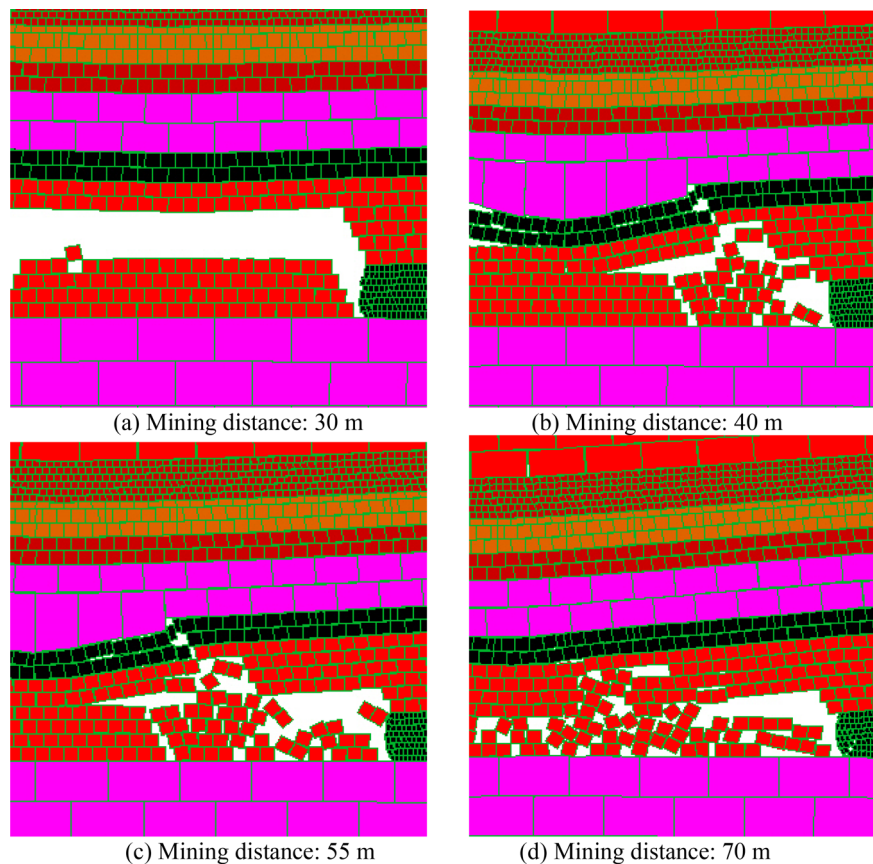 (a) Mining distance: 30 m
(b) Mining distance: 40 m
(c) Mining distance: 55 m
(d) Mining distance: 70 m